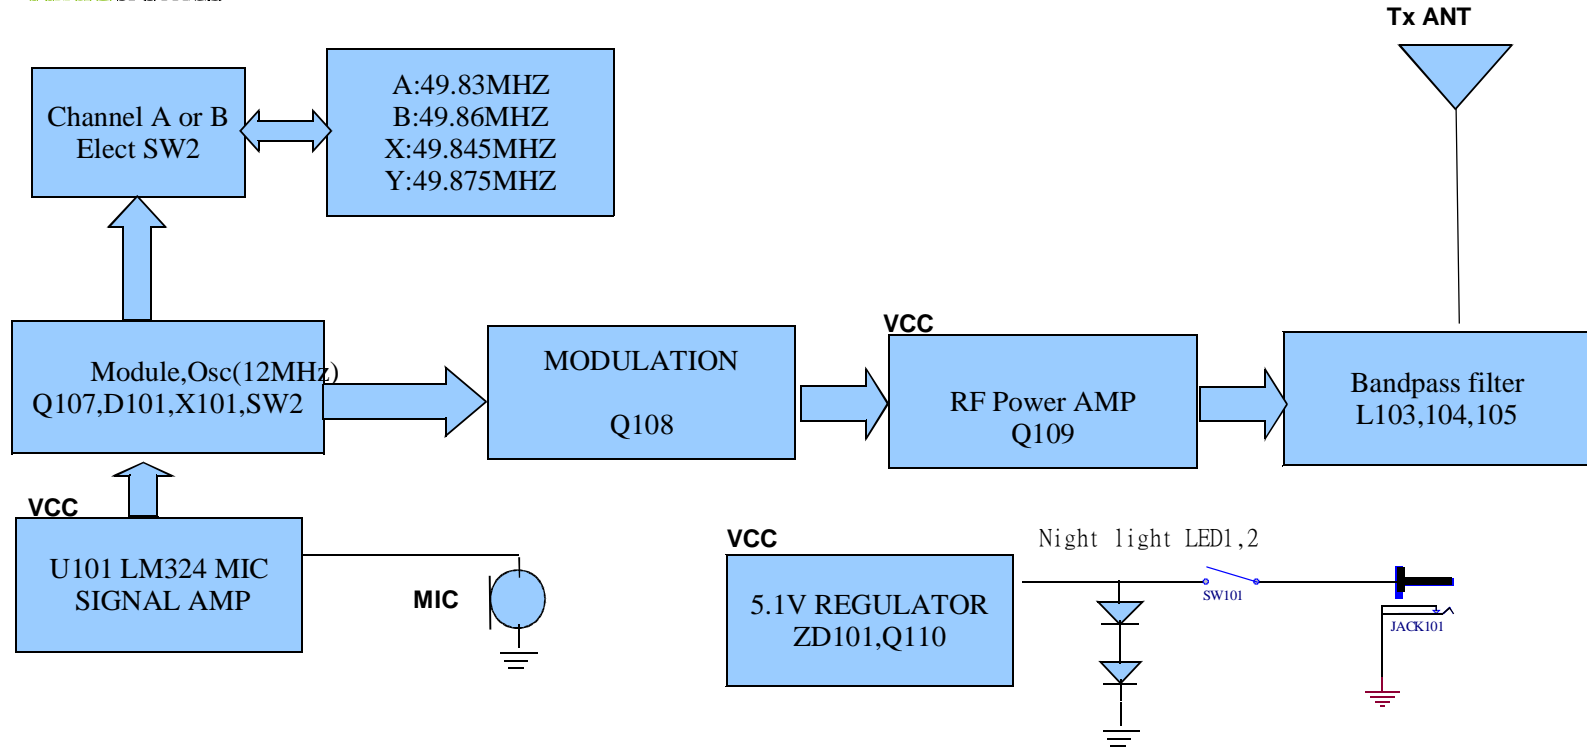 Tx ANT
Channel A or B
Elect SW2
A:49.83MHZ
B:49.86MHZ
X:49.845MHZ
Y:49.875MHZ
Module,Osc(12MHz)
Q107,D101,X101,SW2
MODULATION
Q108
VCC
RF Power AMP
Q109
Bandpass filter
L103,104,105
VCC
U101 LM324 MIC
SIGNAL AMP
MIC
VCC
5.1V REGULATOR
ZD101,Q110
Night light LED1,2
SW101
JACK101